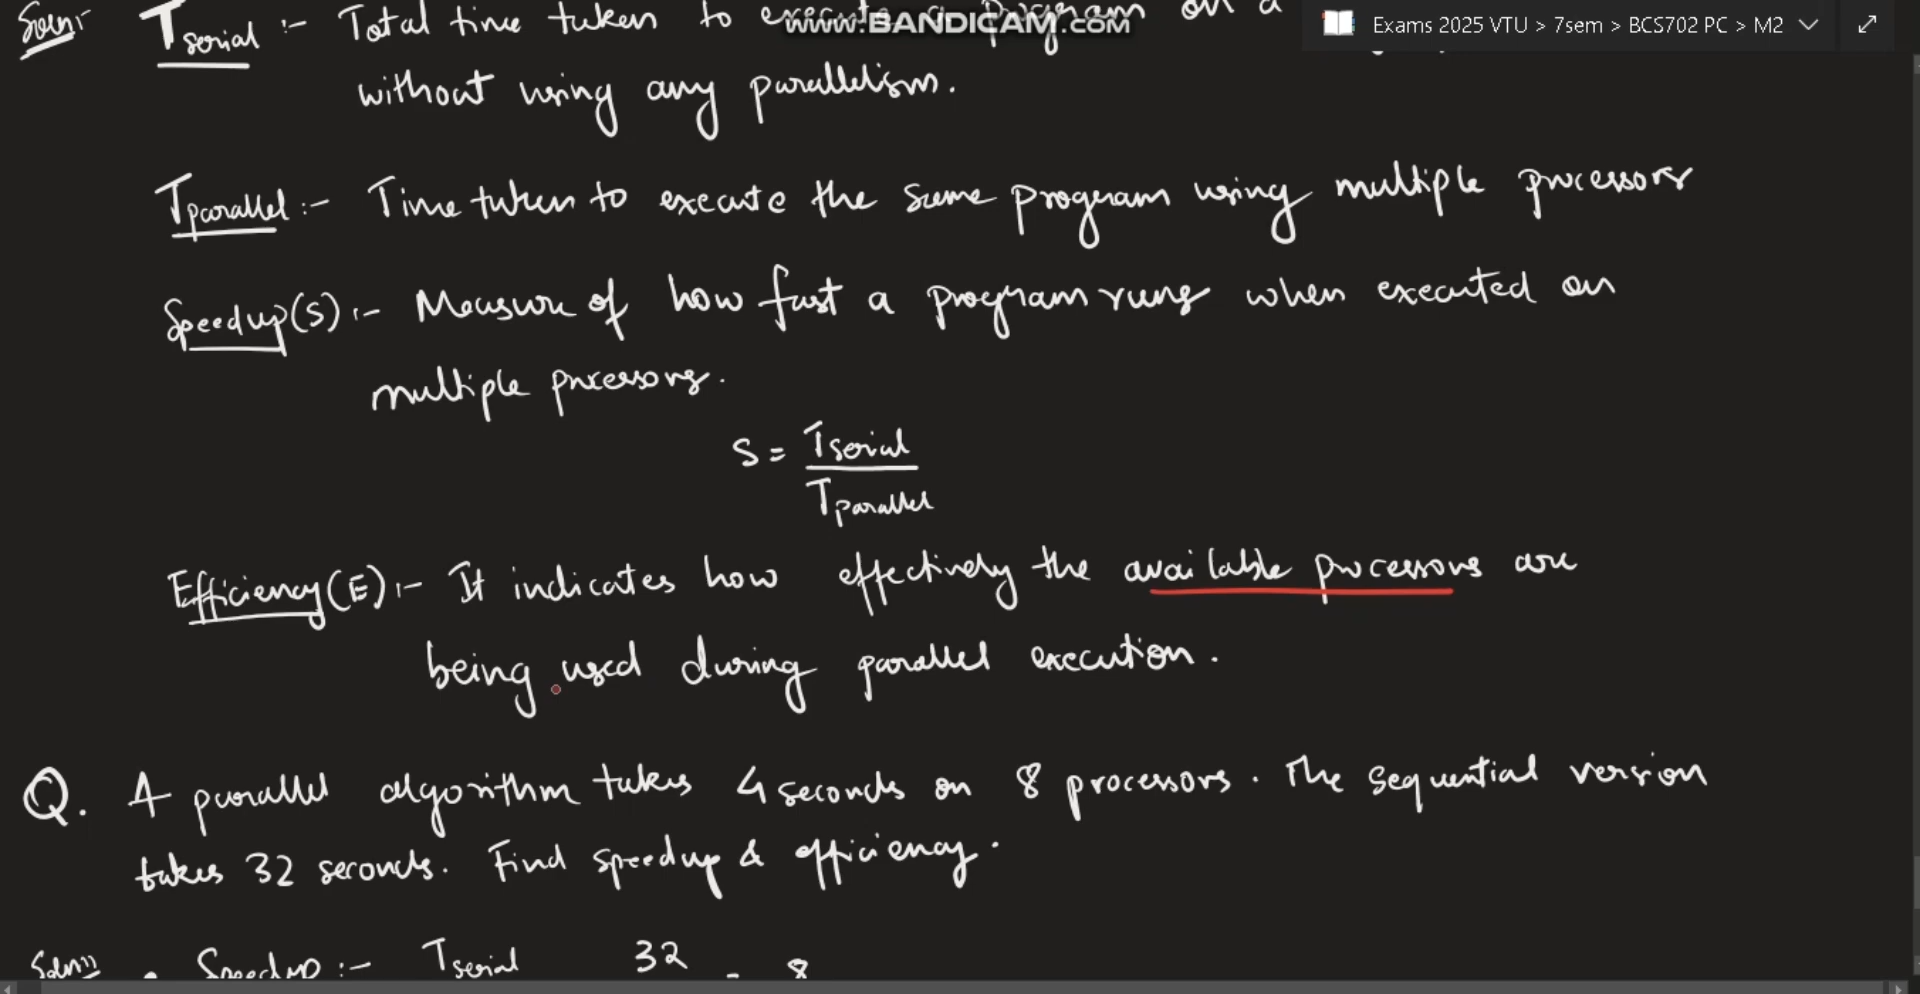 Soln:- Tserial :- Total time taken to execute a program on a
www.BANDICAM.com
Exams 2025 VTU > 7sem > BCS702 PC > M2
without using any parallelism.
Tparallel :- Time taken to execute the same program using multiple processors
Speedup(S) :- Measure of how fast a program runs when executed on
multiple processors.
S = Tserial
Tparallel
Efficiency(E) :- It indicates how effectively the available processors are
being used during parallel execution.
Q. A parallel algorithm takes 4 seconds on 8 processors. The sequential version
takes 32 seconds. Find speedup & efficiency.
Soln)) • Speedup :- Tserial 32 = 8